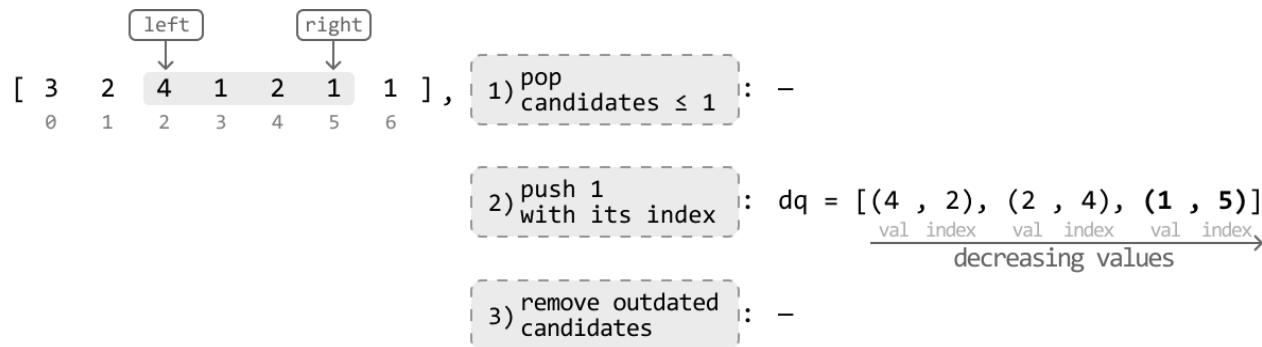 left right
[ 3 2 4 1 2 1 1 ] ,
0 1 2 3 4 5 6
1) pop
candidates ≤ 1 : –
2) push 1
with its index : dq = [(4 , 2), (2 , 4), (1 , 5)]
val index val index val index
decreasing values
3) remove outdated
candidates : –